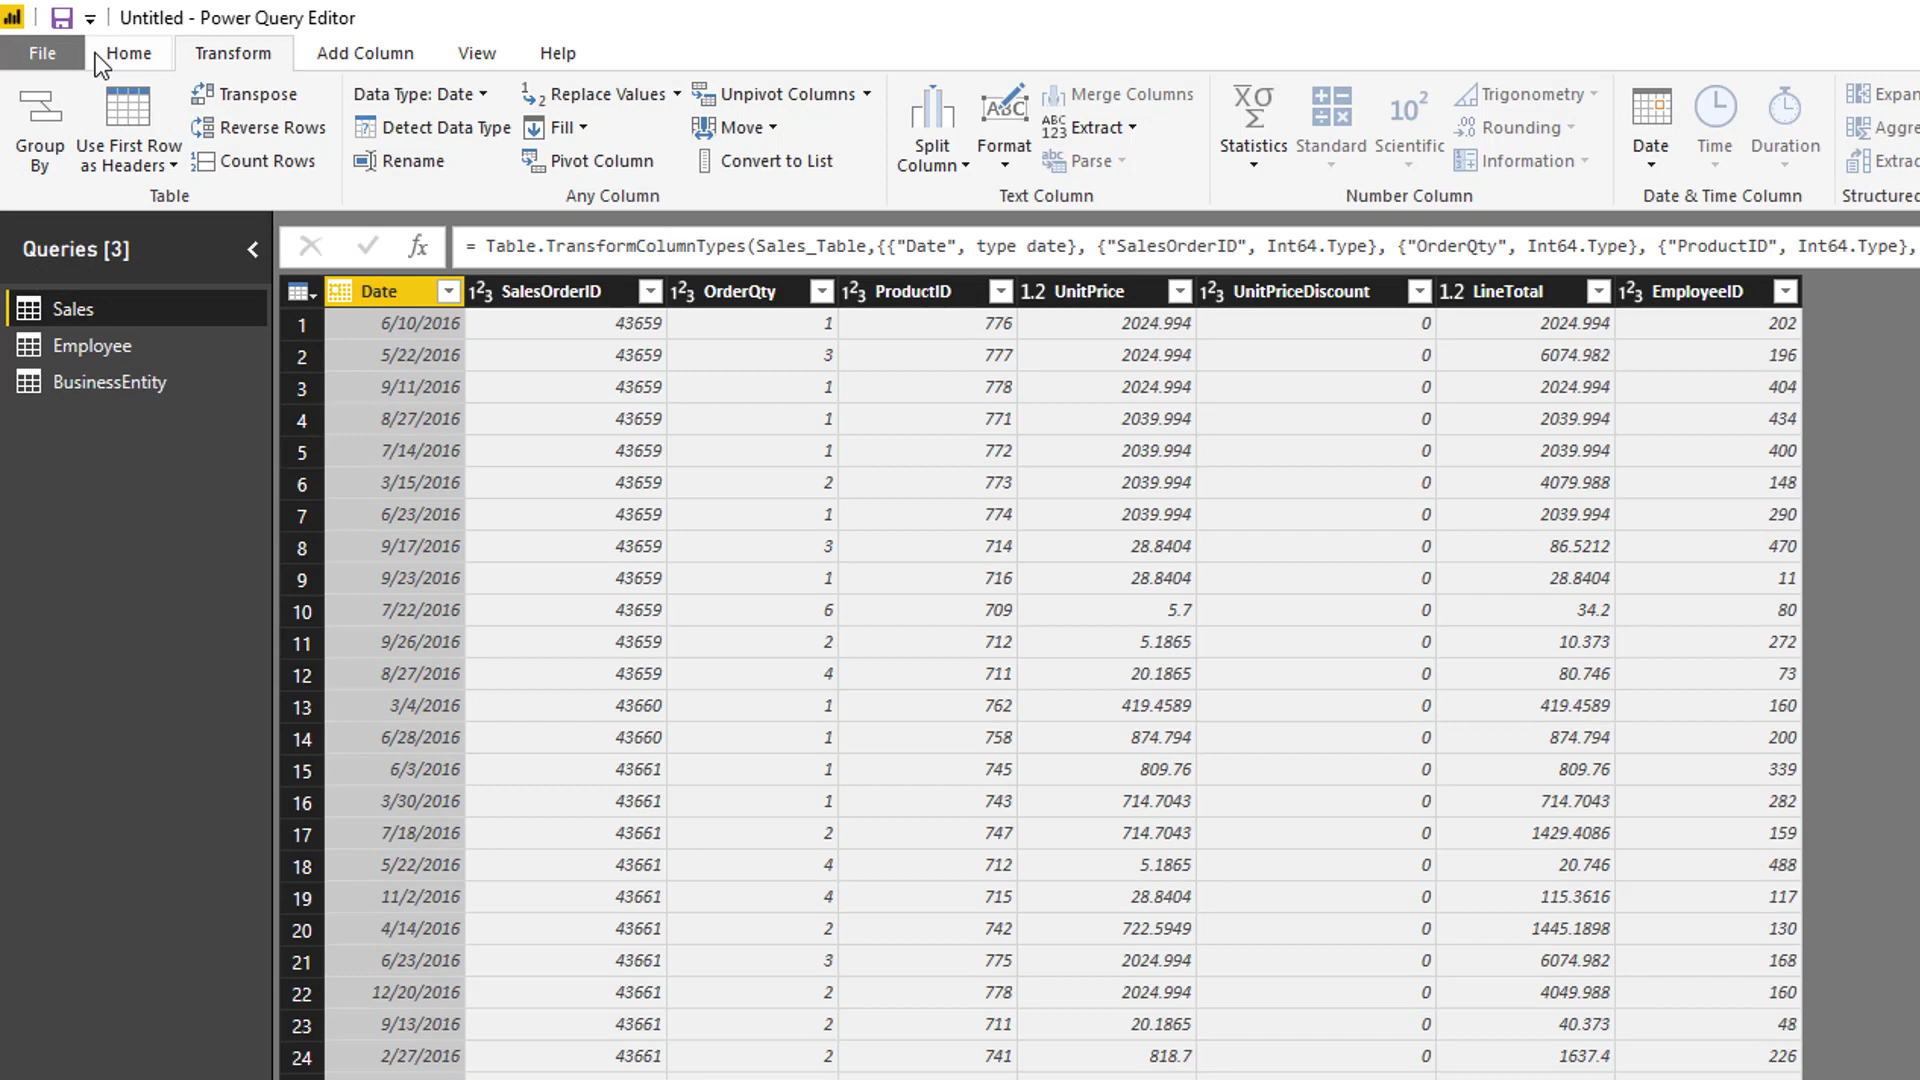 Untitled - Power Query Editor
File Home Transform Add Column View Help
Group By
Use First Row as Headers
Transpose
Reverse Rows
Count Rows
Table
Data Type: Date
Detect Data Type
Rename
Replace Values
Fill
Pivot Column
Unpivot Columns
Move
Convert to List
Any Column
Split Column
Format
Merge Columns
Extract
Parse
Text Column
Statistics
Standard
Scientific
Trigonometry
Rounding
Information
Number Column
Date
Time
Duration
Date & Time Column
Expan
Aggre
Extrac
Structured
Queries [3]
Sales
Employee
BusinessEntity
fx = Table.TransformColumnTypes(Sales_Table,{{"Date", type date}, {"SalesOrderID", Int64.Type}, {"OrderQty", Int64.Type}, {"ProductID", Int64.Type},
Date 123 SalesOrderID 123 OrderQty 123 ProductID 1.2 UnitPrice 123 UnitPriceDiscount 1.2 LineTotal 123 EmployeeID
1 6/10/2016 43659 1 776 2024.994 0 2024.994 202
2 5/22/2016 43659 3 777 2024.994 0 6074.982 196
3 9/11/2016 43659 1 778 2024.994 0 2024.994 404
4 8/27/2016 43659 1 771 2039.994 0 2039.994 434
5 7/14/2016 43659 1 772 2039.994 0 2039.994 400
6 3/15/2016 43659 2 773 2039.994 0 4079.988 148
7 6/23/2016 43659 1 774 2039.994 0 2039.994 290
8 9/17/2016 43659 3 714 28.8404 0 86.5212 470
9 9/23/2016 43659 1 716 28.8404 0 28.8404 11
10 7/22/2016 43659 6 709 5.7 0 34.2 80
11 9/26/2016 43659 2 712 5.1865 0 10.373 272
12 8/27/2016 43659 4 711 20.1865 0 80.746 73
13 3/4/2016 43660 1 762 419.4589 0 419.4589 160
14 6/28/2016 43660 1 758 874.794 0 874.794 200
15 6/3/2016 43661 1 745 809.76 0 809.76 339
16 3/30/2016 43661 1 743 714.7043 0 714.7043 282
17 7/18/2016 43661 2 747 714.7043 0 1429.4086 159
18 5/22/2016 43661 4 712 5.1865 0 20.746 488
19 11/2/2016 43661 4 715 28.8404 0 115.3616 117
20 4/14/2016 43661 2 742 722.5949 0 1445.1898 130
21 6/23/2016 43661 3 775 2024.994 0 6074.982 168
22 12/20/2016 43661 2 778 2024.994 0 4049.988 160
23 9/13/2016 43661 2 711 20.1865 0 40.373 48
24 2/27/2016 43661 2 741 818.7 0 1637.4 226